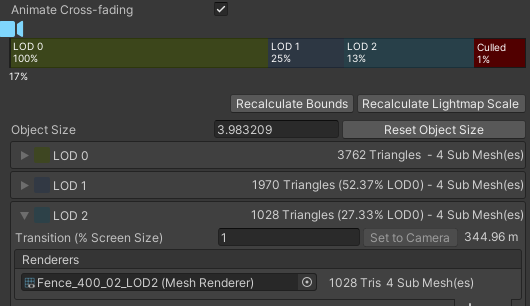 Animate Cross-fading
LOD 0 LOD 1 LOD 2 Culled
100% 25% 13% 1%
17%
Recalculate Bounds Recalculate Lightmap Scale
Object Size 3.983209 Reset Object Size
LOD 0 3762 Triangles - 4 Sub Mesh(es)
LOD 1 1970 Triangles (52.37% LOD0) - 4 Sub Mesh(es)
LOD 2 1028 Triangles (27.33% LOD0) - 4 Sub Mesh(es)
Transition (% Screen Size) 1 Set to Camera 344.96 m
Renderers
Fence_400_02_LOD2 (Mesh Renderer) 1028 Tris 4 Sub Mesh(es)